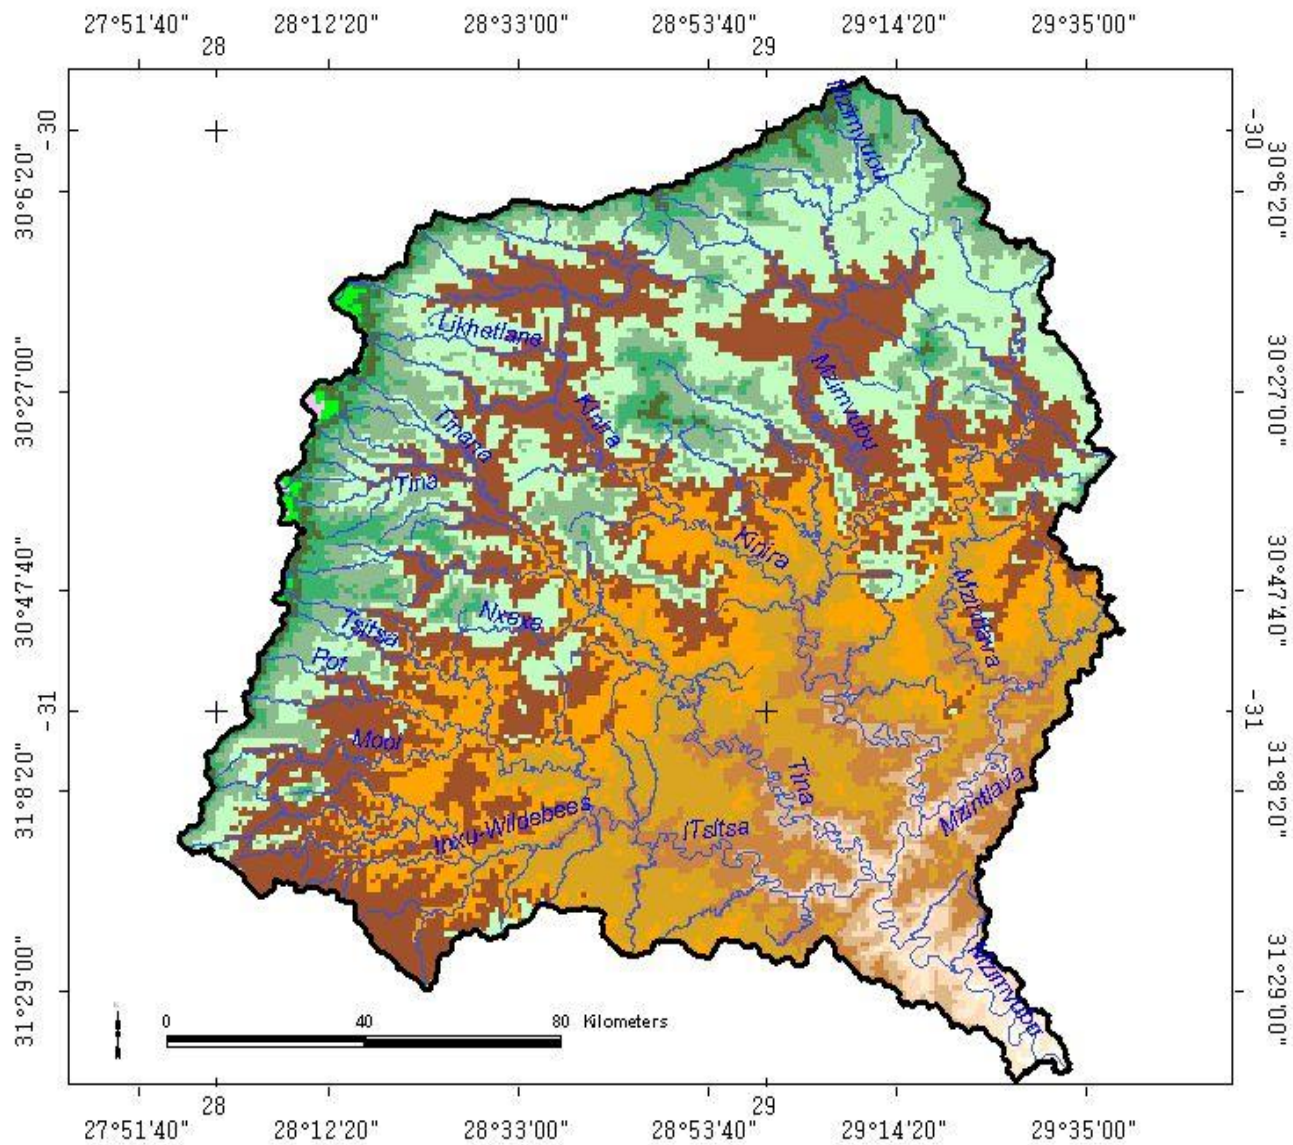 27°51'40" 28°12'20" 28°33'00" 28°53'40" 29°14'20" 29°35'00"
28 29
-30 -30
30°6'20" 30°6'20"
Mzimvubu
Likhetlane
30°27'00" 30°27'00"
Mzimvubu
Kinira
Tinana
Tina
Kinira
30°47'40" 30°47'40"
Mzintlava
Nxexe
Tsitsa
Pot
-31 -31
Mooi
Tina
31°8'20" 31°8'20"
Mzintlava
Inxu-Wildebees
ITsitsa
31°29'00" 31°29'00"
Mzimvubu
0 40 80 Kilometers
28 29
27°51'40" 28°12'20" 28°33'00" 28°53'40" 29°14'20" 29°35'00"